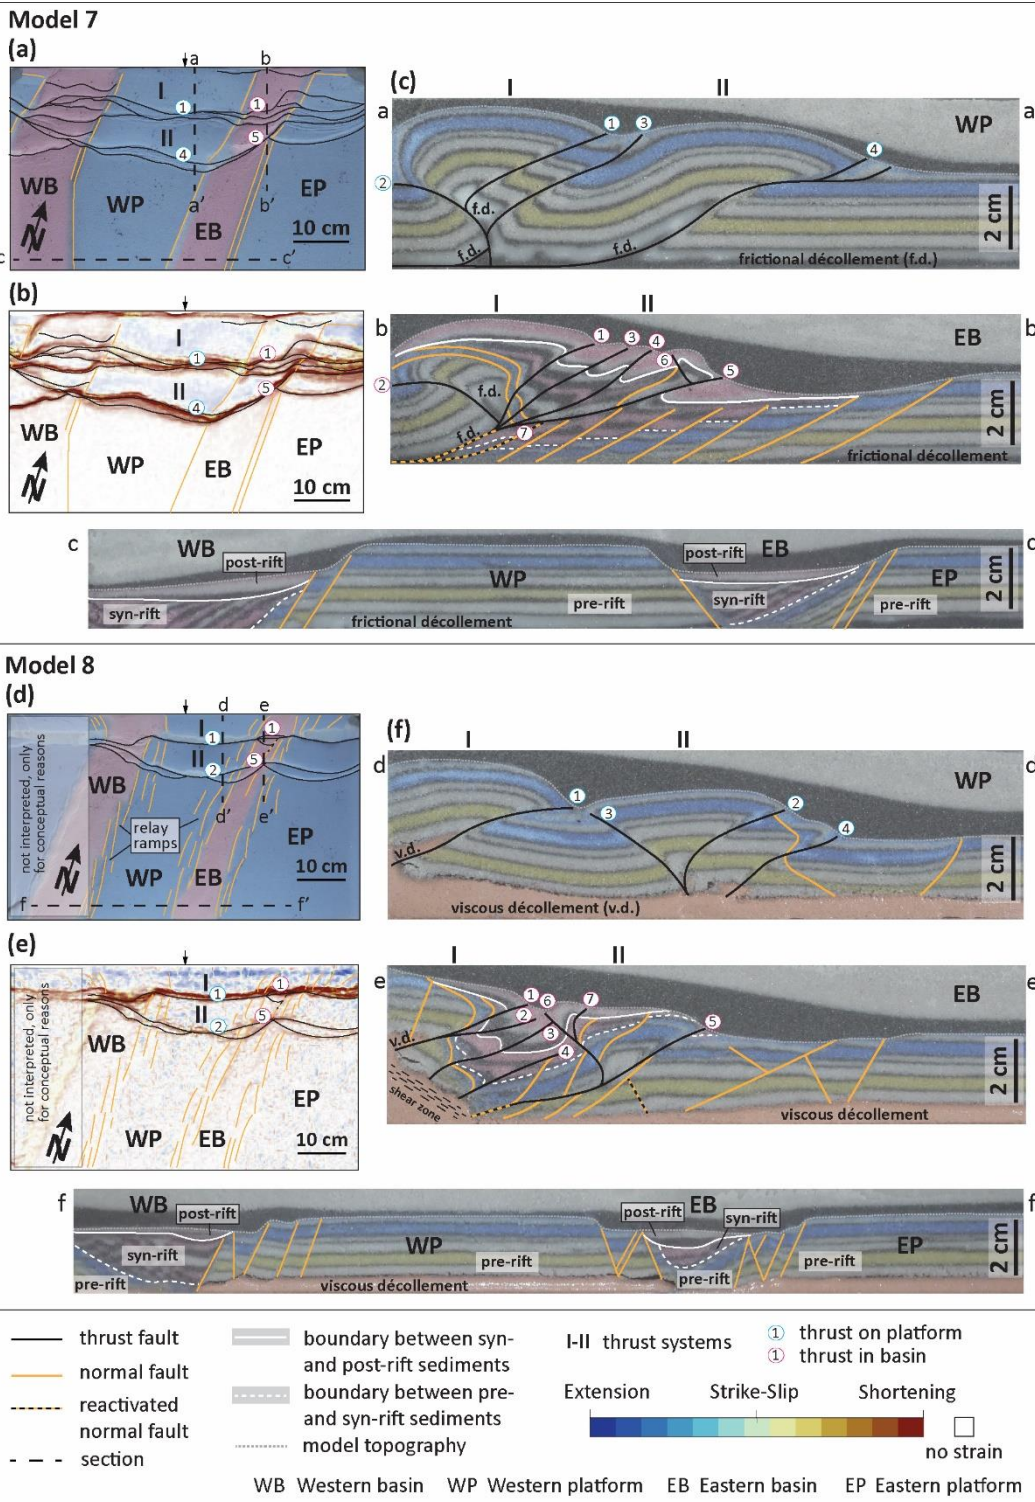 Model 7
(a)
a
b
I
1
1
II
5
4
WB
WP
EP
a'
b'
EB
N
10 cm
c
c'
(c)
I
II
a
a
1
3
WP
4
2
f.d.
f.d.
f.d.
2 cm
frictional décollement (f.d.)
(b)
I
1
1
II
5
4
WB
WP
EB
EP
N
10 cm
I
II
b
b
1
3
4
6
5
EB
2
f.d.
f.d.
7
2 cm
frictional décollement
c
c
WB
post-rift
WP
post-rift
EB
EP
2 cm
syn-rift
pre-rift
syn-rift
pre-rift
frictional décollement
Model 8
(d)
d
e
not interpreted, only
for conceptual reasons
I
1
1
II
2
5
WB
d'
e'
relay
ramps
WP
EB
EP
N
10 cm
f
f'
(f)
I
II
d
d
1
3
2
4
WP
v.d.
2 cm
viscous décollement (v.d.)
(e)
not interpreted, only
for conceptual reasons
I
1
1
II
2
5
WB
WP
EB
EP
N
10 cm
I
II
e
e
1
6
7
2
3
4
5
EB
v.d.
shear zone
2 cm
viscous décollement
f
f
WB
post-rift
WP
post-rift
EB
syn-rift
EP
2 cm
syn-rift
pre-rift
pre-rift
pre-rift
pre-rift
viscous décollement
thrust fault
normal fault
reactivated
normal fault
section
boundary between syn-
and post-rift sediments
boundary between pre-
and syn-rift sediments
model topography
I-II thrust systems
1 thrust on platform
1 thrust in basin
Extension Strike-Slip Shortening
no strain
WB Western basin WP Western platform EB Eastern basin EP Eastern platform